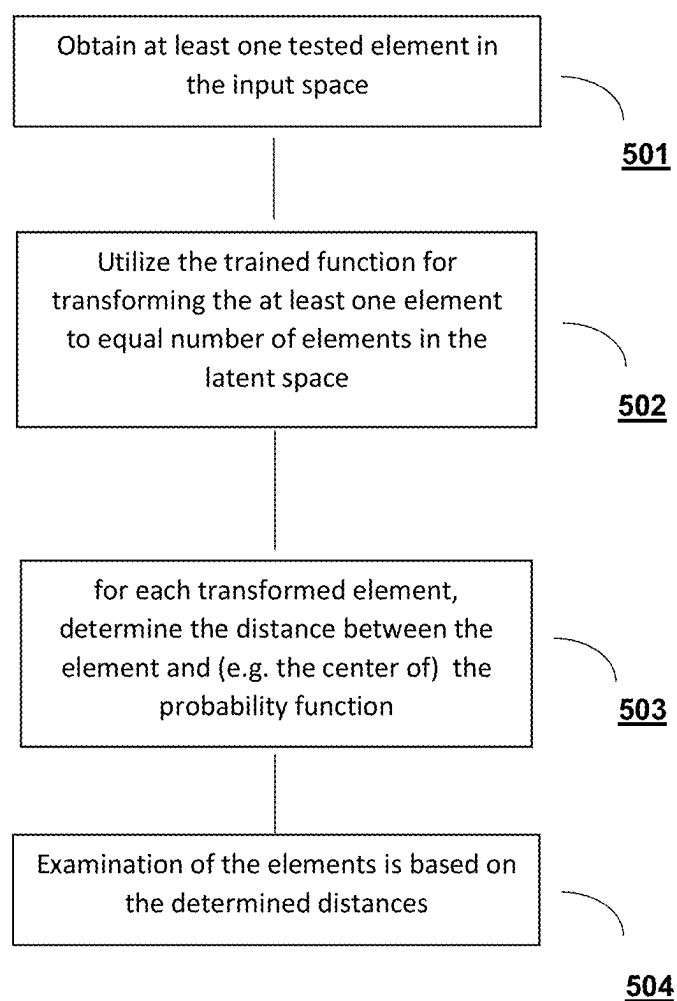 Obtain at least one tested element in
the input space
501
Utilize the trained function for
transforming the at least one element
to equal number of elements in the
latent space
502
for each transformed element,
determine the distance between the
element and (e.g. the center of) the
probability function
503
Examination of the elements is based on
the determined distances
504